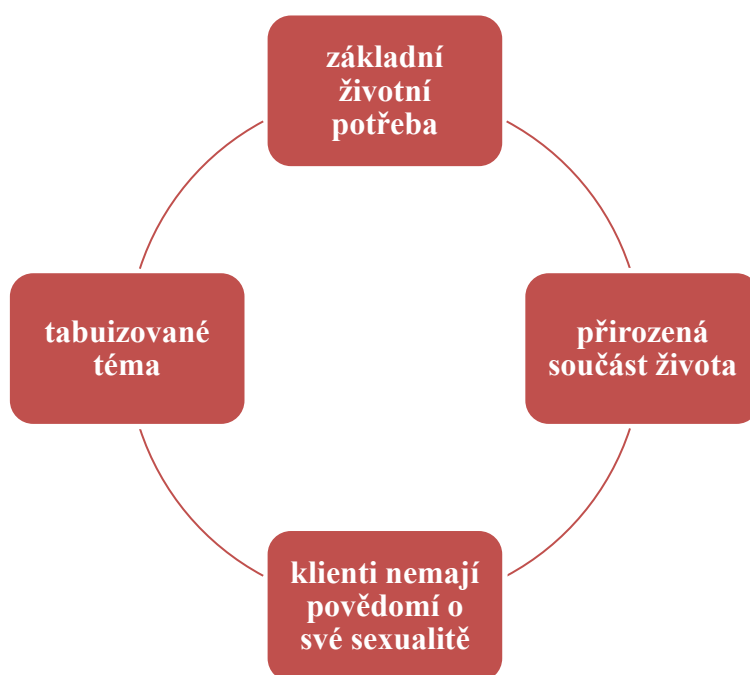 základní
životní
potřeba
tabuizované
téma
přirozená
součást života
klienti nemají
povědomí o
své sexualitě